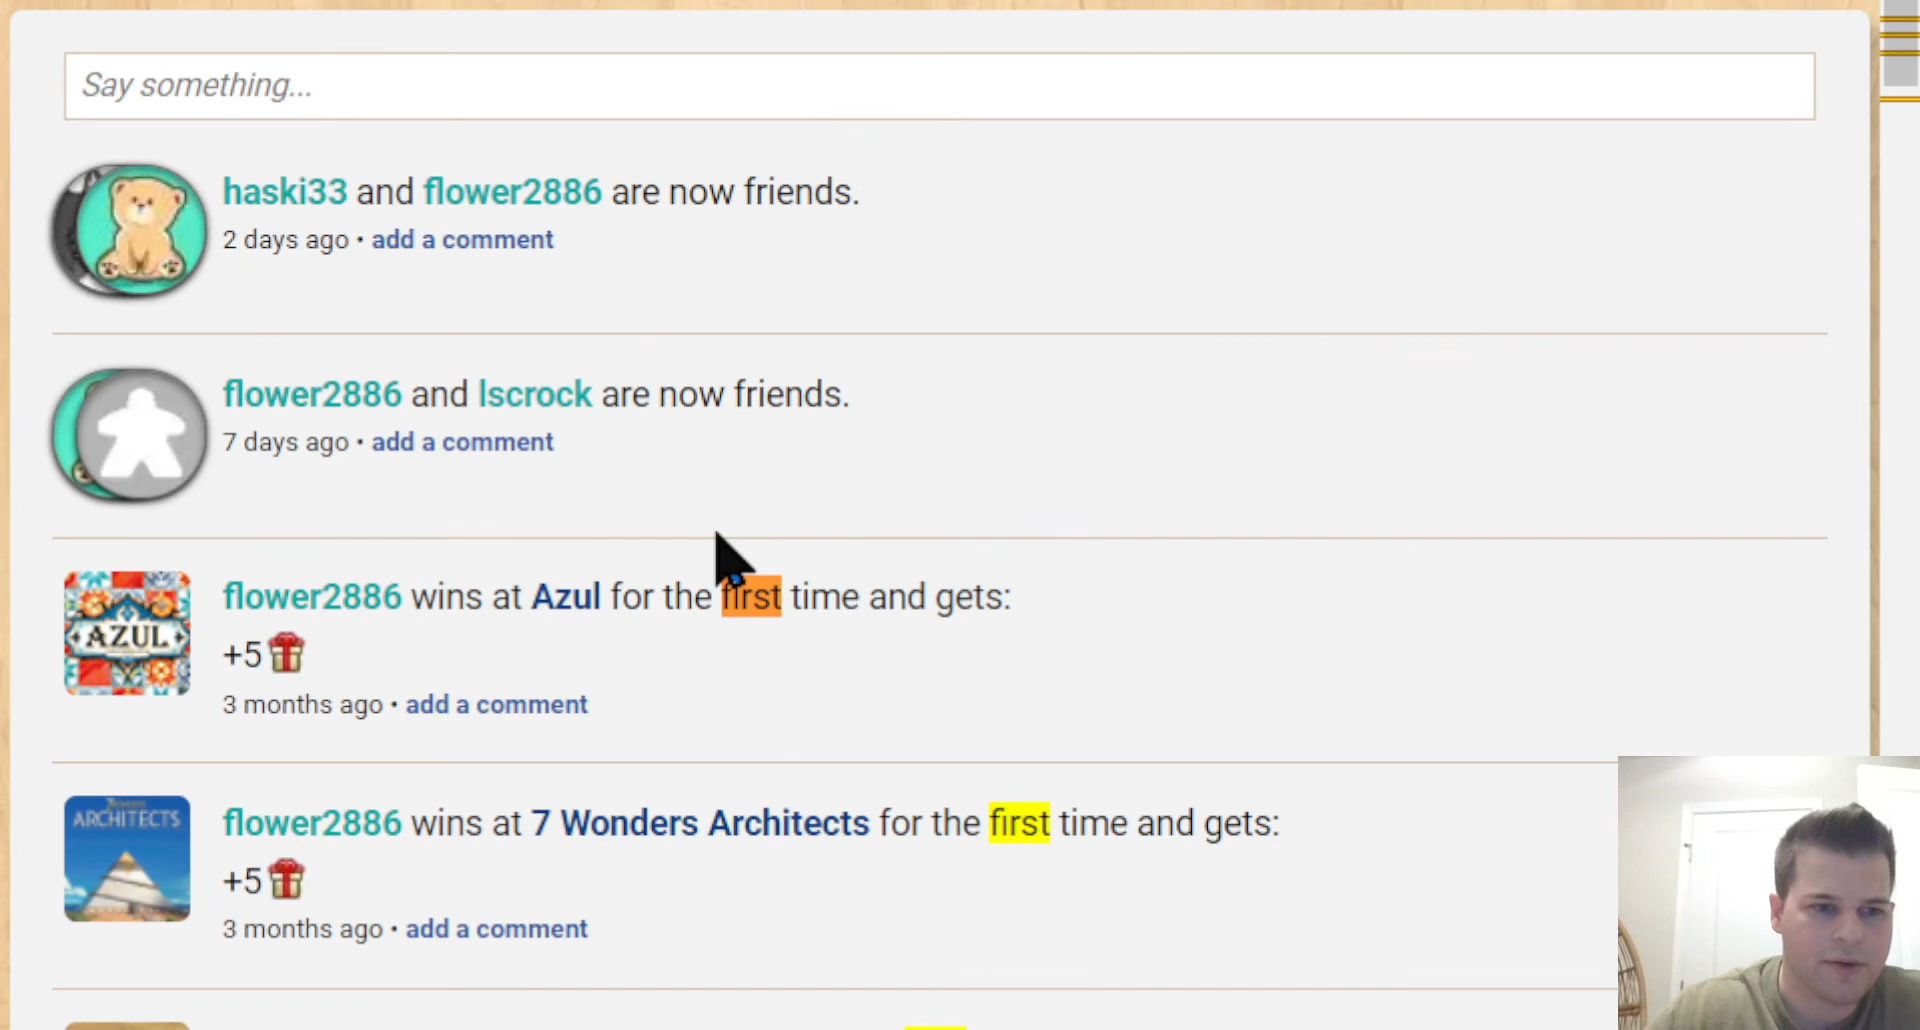 Say something...
haski33 and flower2886 are now friends.
2 days ago • add a comment
flower2886 and lscrock are now friends.
7 days ago • add a comment
AZUL
flower2886 wins at Azul for the first time and gets:
+5
3 months ago • add a comment
ARCHITECTS
flower2886 wins at 7 Wonders Architects for the first time and gets:
+5
3 months ago • add a comment